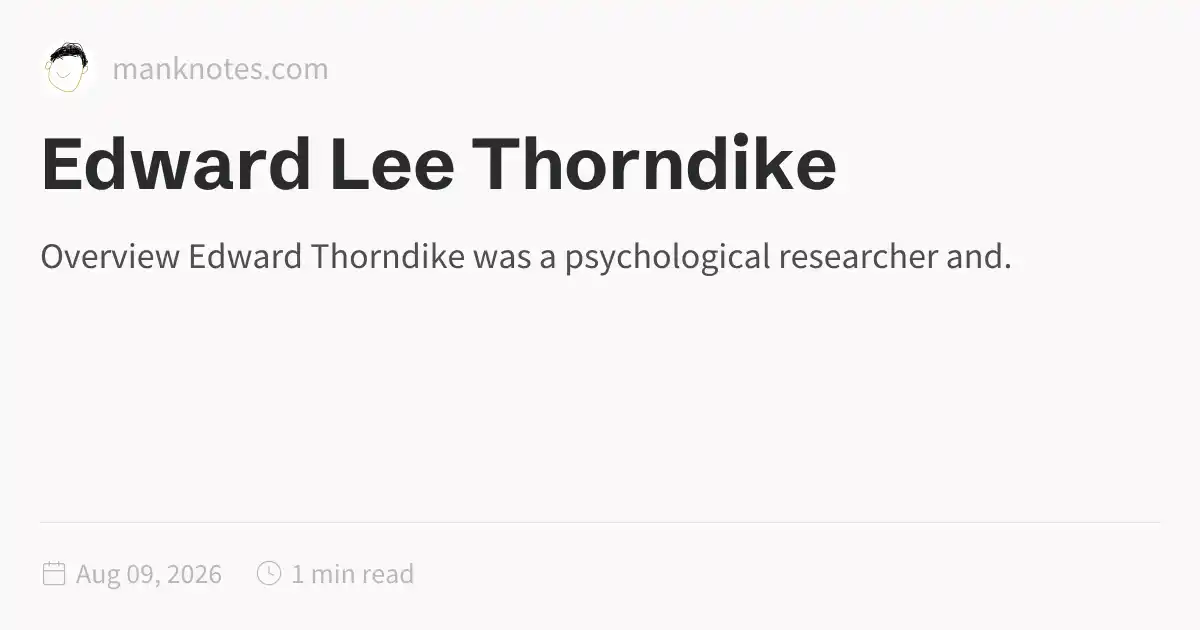 manknotes.com
Edward Lee Thorndike
Overview Edward Thorndike was a psychological researcher and.
Aug 09, 2026 1 min read